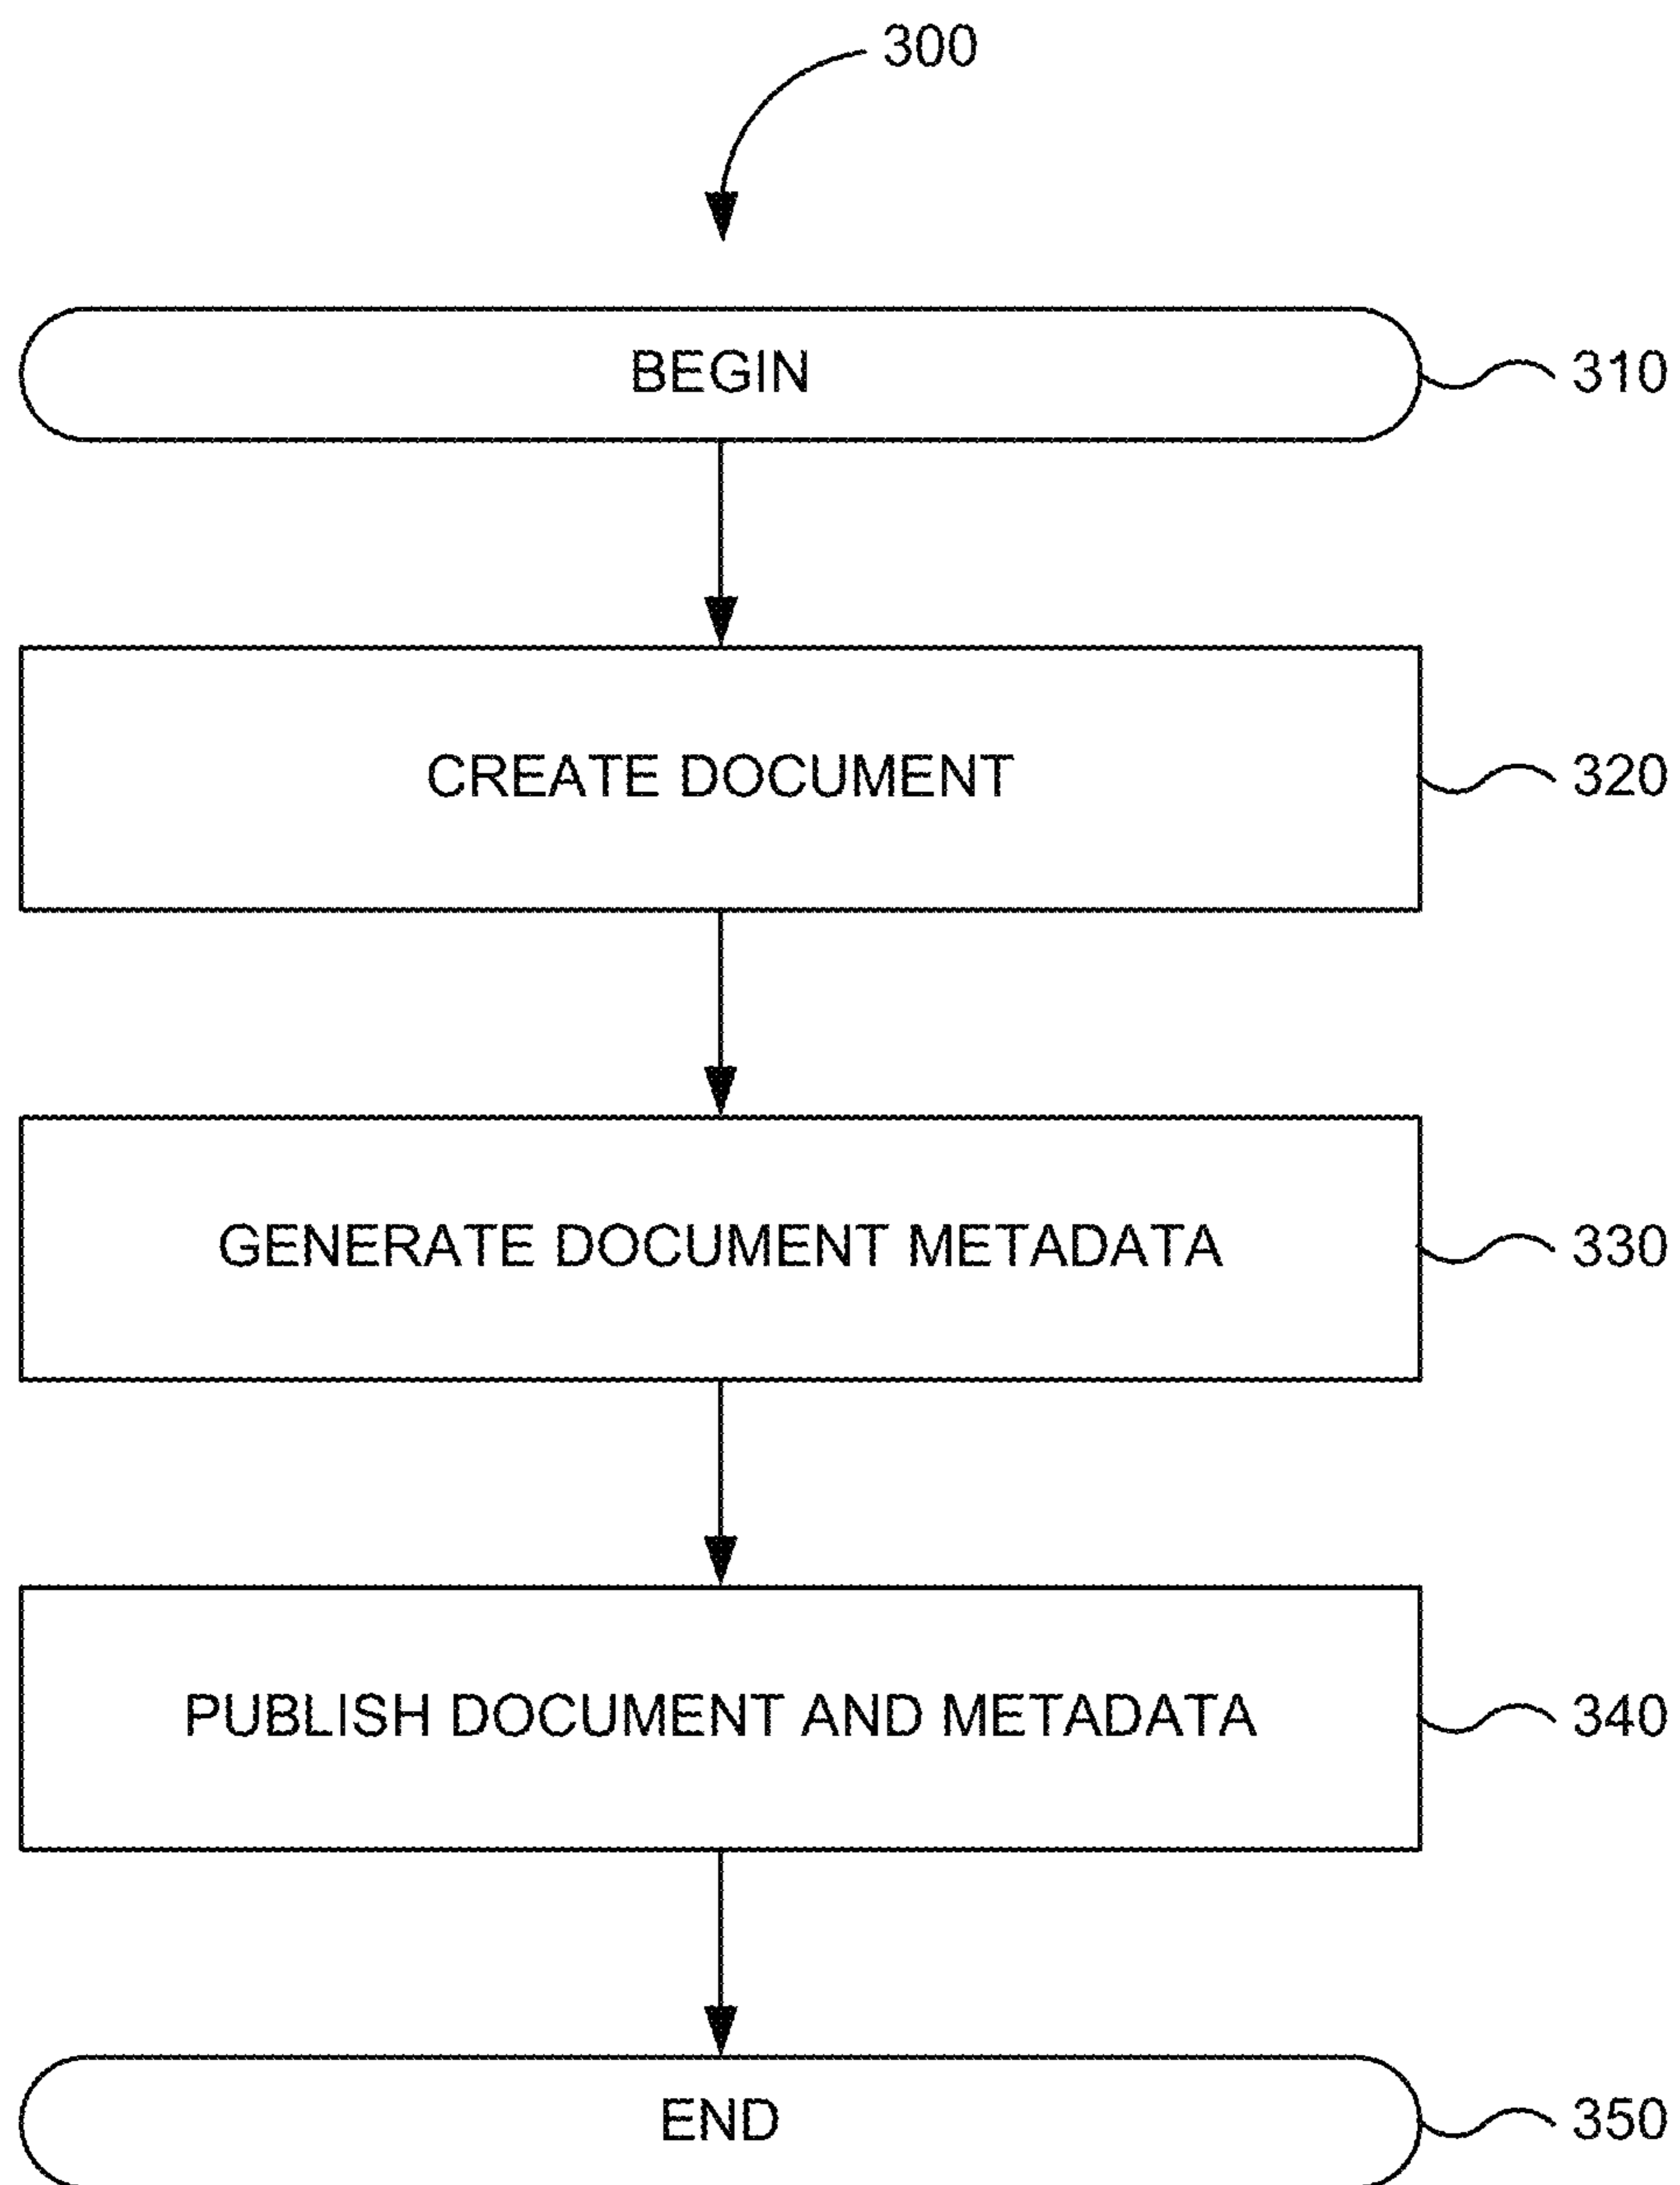 300
BEGIN 310
CREATE DOCUMENT 320
GENERATE DOCUMENT METADATA 330
PUBLISH DOCUMENT AND METADATA 340
END 350